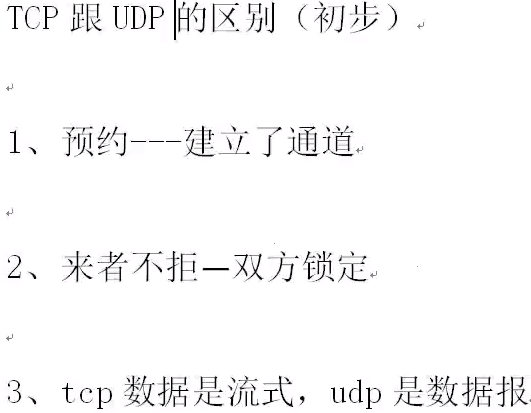 TCP 跟 UDP 的区别（初步）
1、预约---建立了通道
2、来者不拒—双方锁定
3、tcp 数据是流式，udp 是数据报